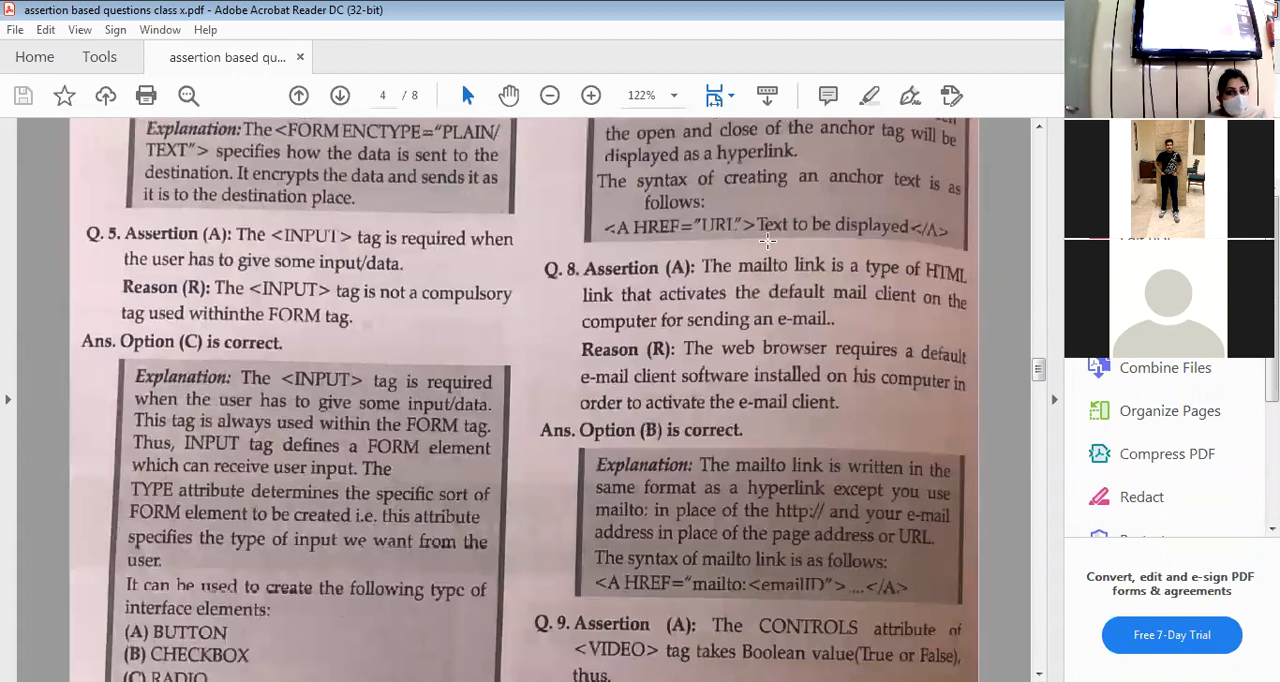 assertion based questions class x.pdf - Adobe Acrobat Reader DC (32-bit)
File Edit View Sign Window Help
Home Tools assertion based qu... ×
4 / 8 122%
Explanation: The <FORM ENCTYPE="PLAIN/
TEXT"> specifies how the data is sent to the
destination. It encrypts the data and sends it as
it is to the destination place.
Q. 5. Assertion (A): The <INPUT> tag is required when
the user has to give some input/data.
Reason (R): The <INPUT> tag is not a compulsory
tag used withinthe FORM tag.
Ans. Option (C) is correct.
Explanation: The <INPUT> tag is required
when the user has to give some input/data.
This tag is always used within the FORM tag.
Thus, INPUT tag defines a FORM element
which can receive user input. The
TYPE attribute determines the specific sort of
FORM element to be created i.e. this attribute
specifies the type of input we want from the
user.
It can be used to create the following type of
interface elements:
(A) BUTTON
(B) CHECKBOX
(C) RADIO
the open and close of the anchor tag will be
displayed as a hyperlink.
The syntax of creating an anchor text is as
follows:
<A HREF="URL">Text to be displayed</A>
Q. 8. Assertion (A): The mailto link is a type of HTML
link that activates the default mail client on the
computer for sending an e-mail..
Reason (R): The web browser requires a default
e-mail client software installed on his computer in
order to activate the e-mail client.
Ans. Option (B) is correct.
Explanation: The mailto link is written in the
same format as a hyperlink except you use
mailto: in place of the http:// and your e-mail
address in place of the page address or URL.
The syntax of mailto link is as follows:
<A HREF="mailto:<emailID">....</A>
Q. 9. Assertion (A): The CONTROLS attribute of
<VIDEO> tag takes Boolean value(True or False),
thus.
Combine Files
Organize Pages
Compress PDF
Redact
Convert, edit and e-sign PDF
forms & agreements
Free 7-Day Trial